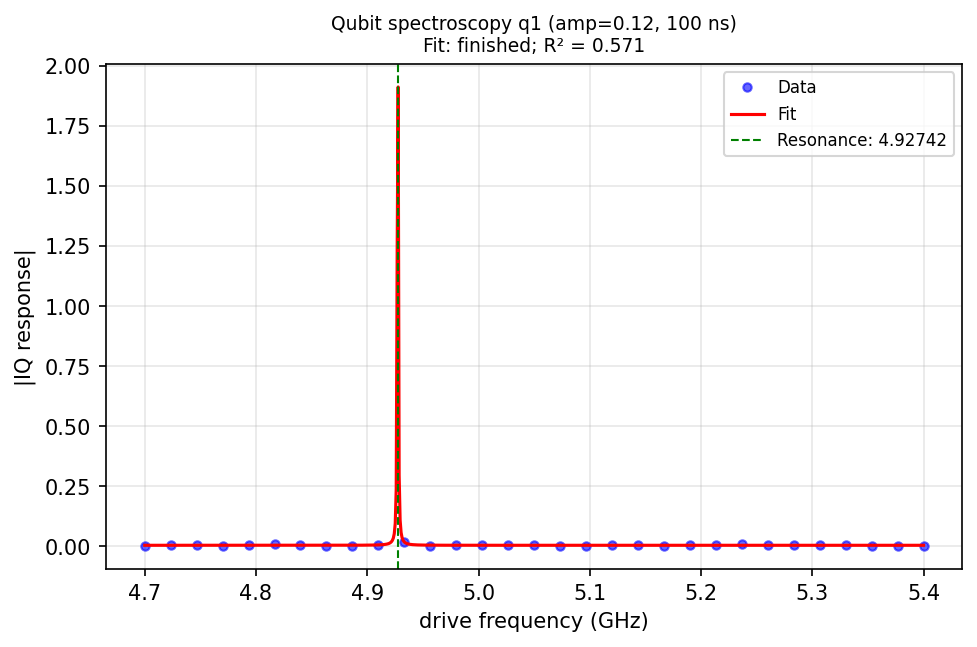 Qubit spectroscopy q1 (amp=0.12, 100 ns)
Fit: finished; R² = 0.571
2.00
1.75
1.50
1.25
1.00
0.75
0.50
0.25
0.00
|IQ response|
Data
Fit
Resonance: 4.92742
4.7 4.8 4.9 5.0 5.1 5.2 5.3 5.4
drive frequency (GHz)